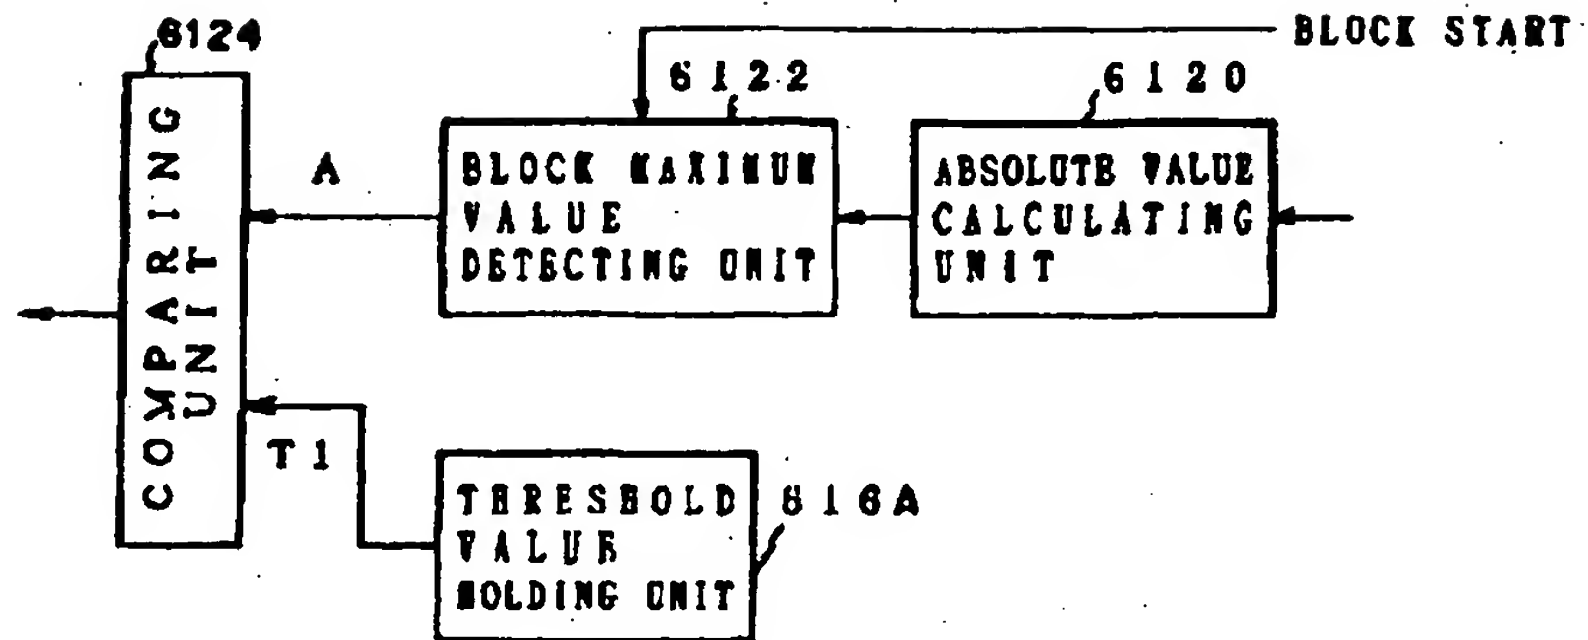 6124
BLOCK START
6122
6120
COMPARING
UNIT
A
BLOCK MAXIMUM
VALUE
DETECTING UNIT
ABSOLUTE VALUE
CALCULATING
UNIT
T1
THRESHOLD
VALUE
HOLDING UNIT
616A